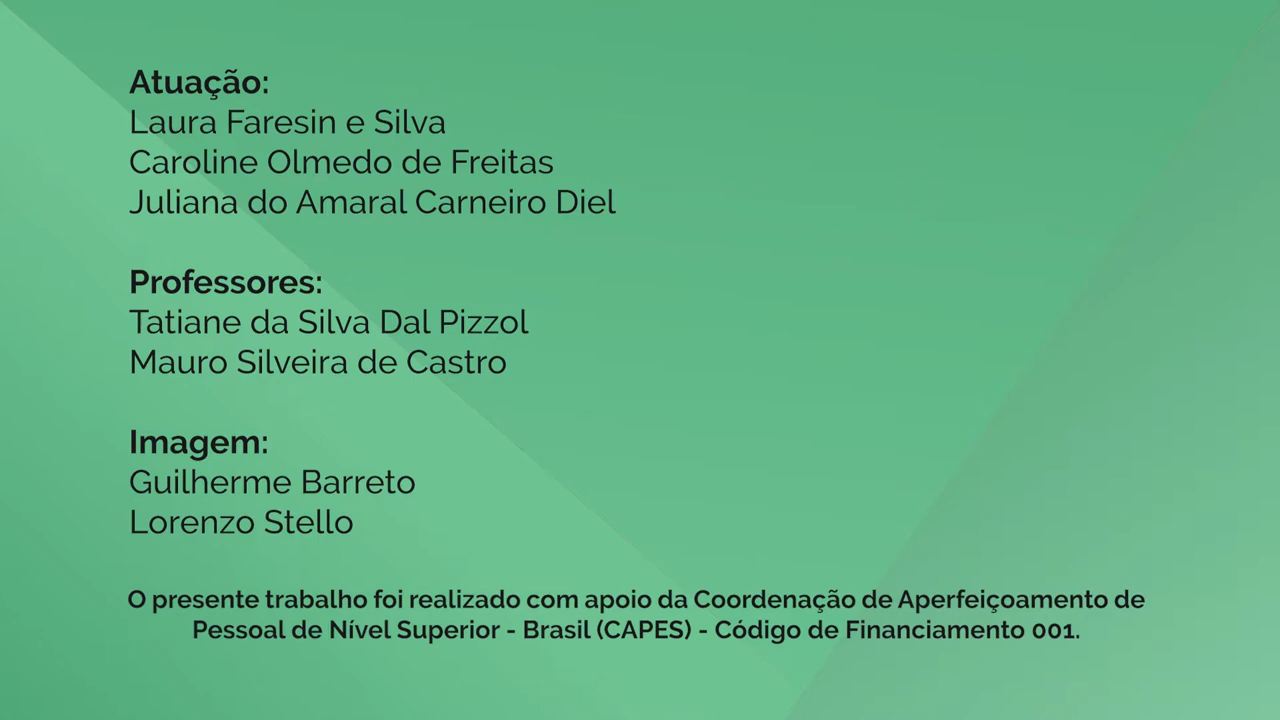 Atuação:
Laura Faresin e Silva
Caroline Olmedo de Freitas
Juliana do Amaral Carneiro Diel
Professores:
Tatiane da Silva Dal Pizzol
Mauro Silveira de Castro
Imagem:
Guilherme Barreto
Lorenzo Stello
O presente trabalho foi realizado com apoio da Coordenação de Aperfeiçoamento de
Pessoal de Nível Superior - Brasil (CAPES) - Código de Financiamento 001.